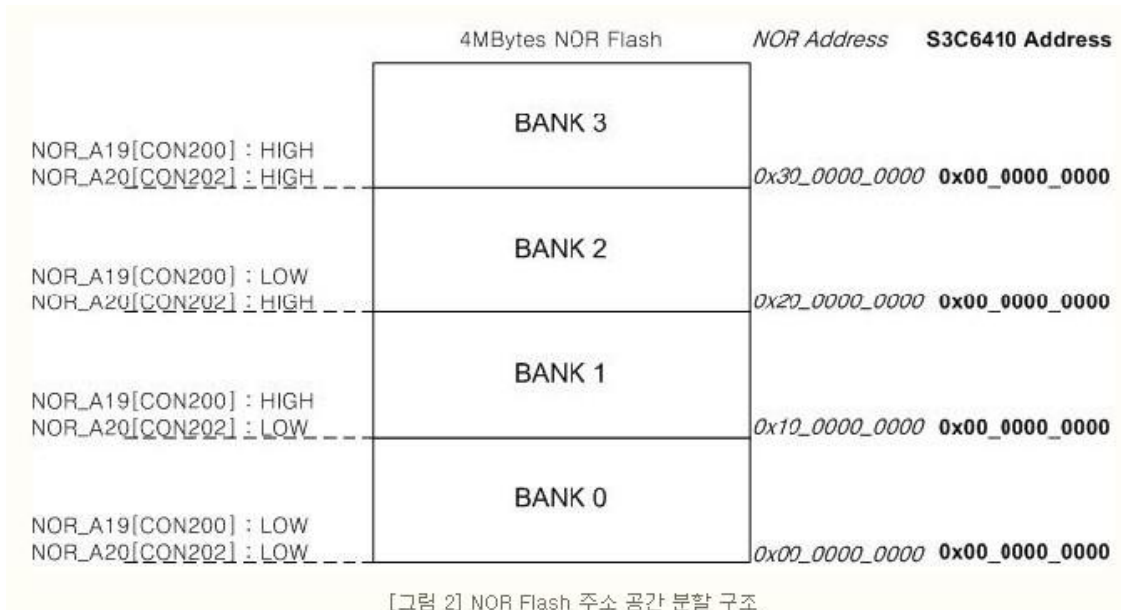 4MBytes NOR Flash NOR Address S3C6410 Address
BANK 3
NOR_A19[CON200] : HIGH
NOR_A20[CON202] : HIGH
0x30_0000_0000 0x00_0000_0000
BANK 2
NOR_A19[CON200] : LOW
NOR_A20[CON202] : HIGH
0x20_0000_0000 0x00_0000_0000
BANK 1
NOR_A19[CON200] : HIGH
NOR_A20[CON202] : LOW
0x10_0000_0000 0x00_0000_0000
BANK 0
NOR_A19[CON200] : LOW
NOR_A20[CON202] : LOW
0x00_0000_0000 0x00_0000_0000
[그림 2] NOR Flash 주소 공간 분할 구조